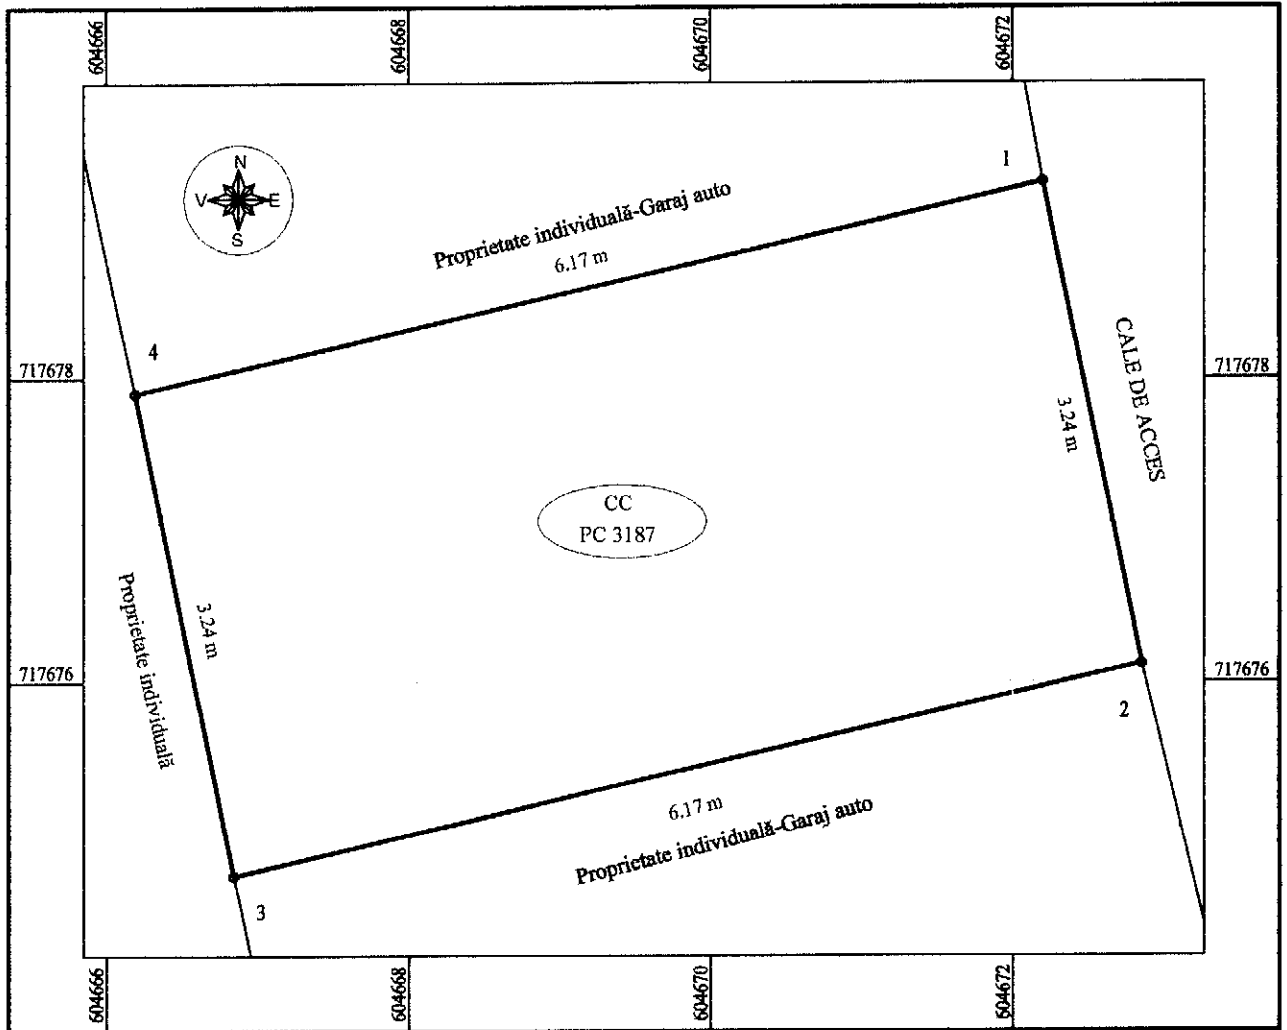 604666
604668
604670
604672
N
V E
S
1
Proprietate individuală-Garaj auto
6.17 m
4
717678
717678
CALE DE ACCES
3.24 m
CC
PC 3187
Proprietate individuală
3.24 m
717676
717676
2
6.17 m
Proprietate individuală-Garaj auto
3
604666
604668
604670
604672